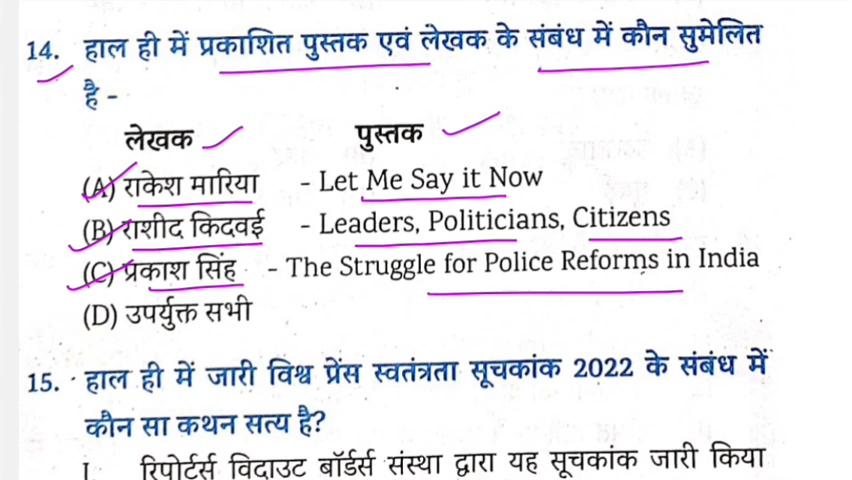 14. हाल ही में प्रकाशित पुस्तक एवं लेखक के संबंध में कौन सुमेलित
है -
लेखक पुस्तक
(A) राकेश मारिया - Let Me Say it Now
(B) राशीद किदवई - Leaders, Politicians, Citizens
(C) प्रकाश सिंह - The Struggle for Police Reforms in India
(D) उपर्युक्त सभी
15. हाल ही में जारी विश्व प्रेंस स्वतंत्रता सूचकांक 2022 के संबंध में
कौन सा कथन सत्य है?
I. रिपोर्टर्स विदाउट बॉर्डर्स संस्था द्वारा यह सूचकांक जारी किया